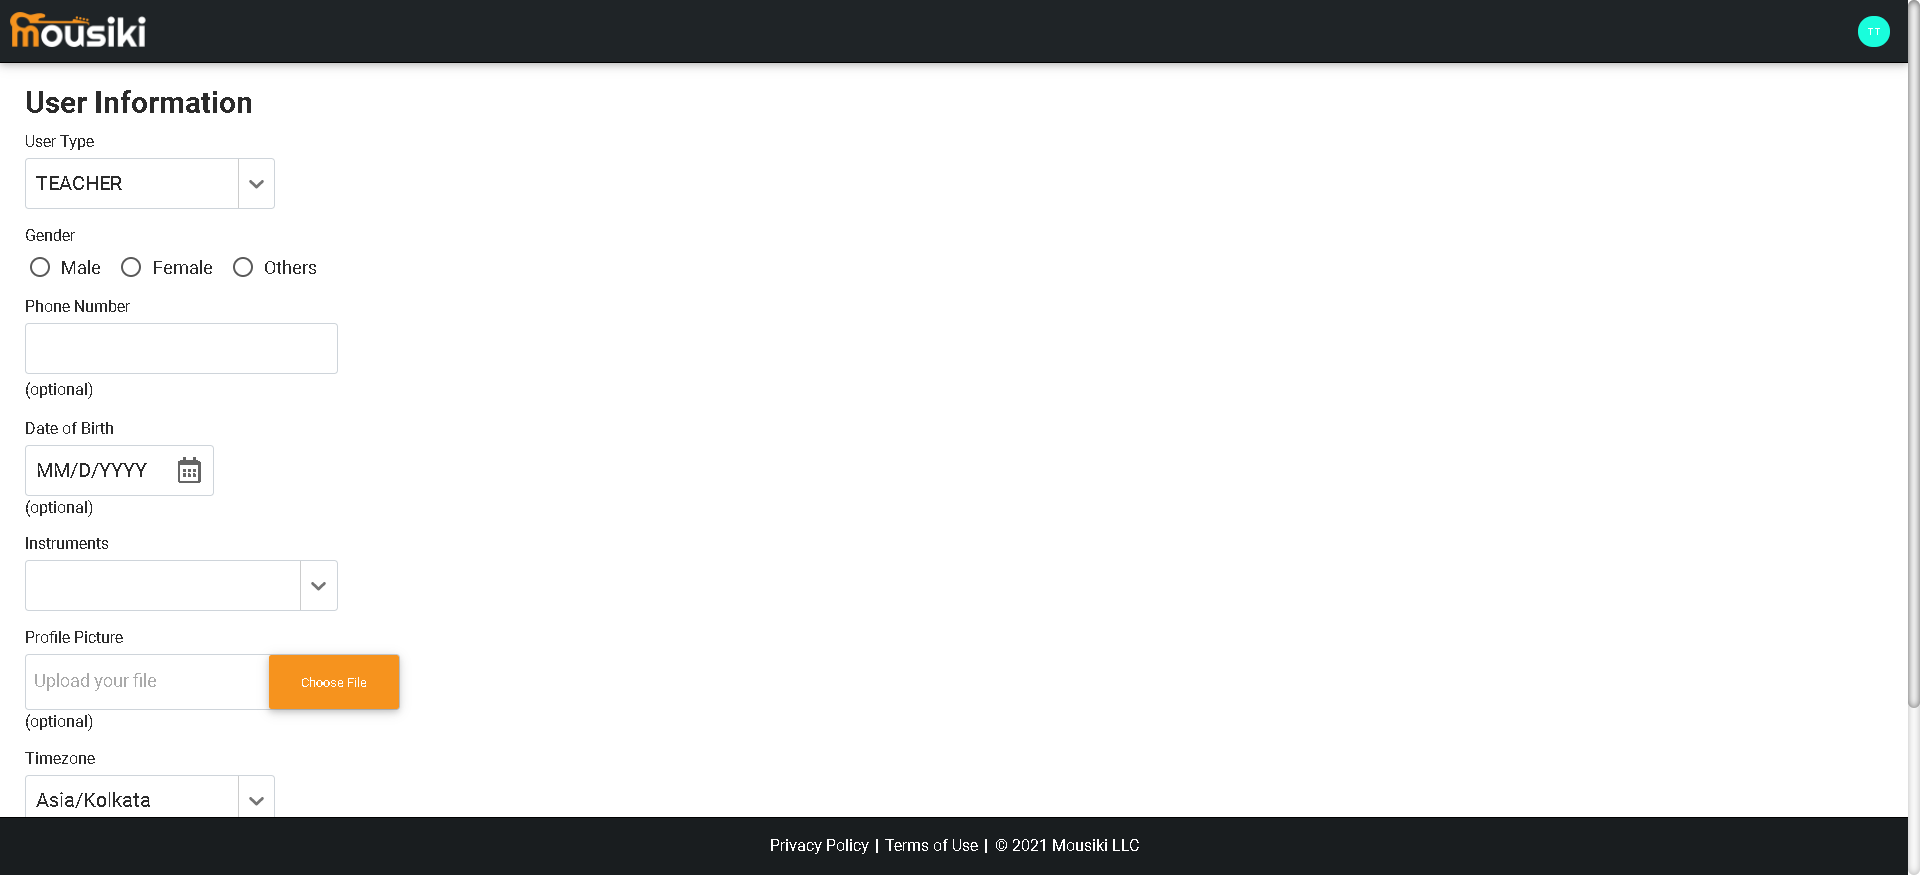 mousiki
TT
User Information
User Type
TEACHER
Gender
Male Female Others
Phone Number
(optional)
Date of Birth
MM/D/YYYY
(optional)
Instruments
Profile Picture
Upload your file Choose File
(optional)
Timezone
Asia/Kolkata
Privacy Policy | Terms of Use | © 2021 Mousiki LLC